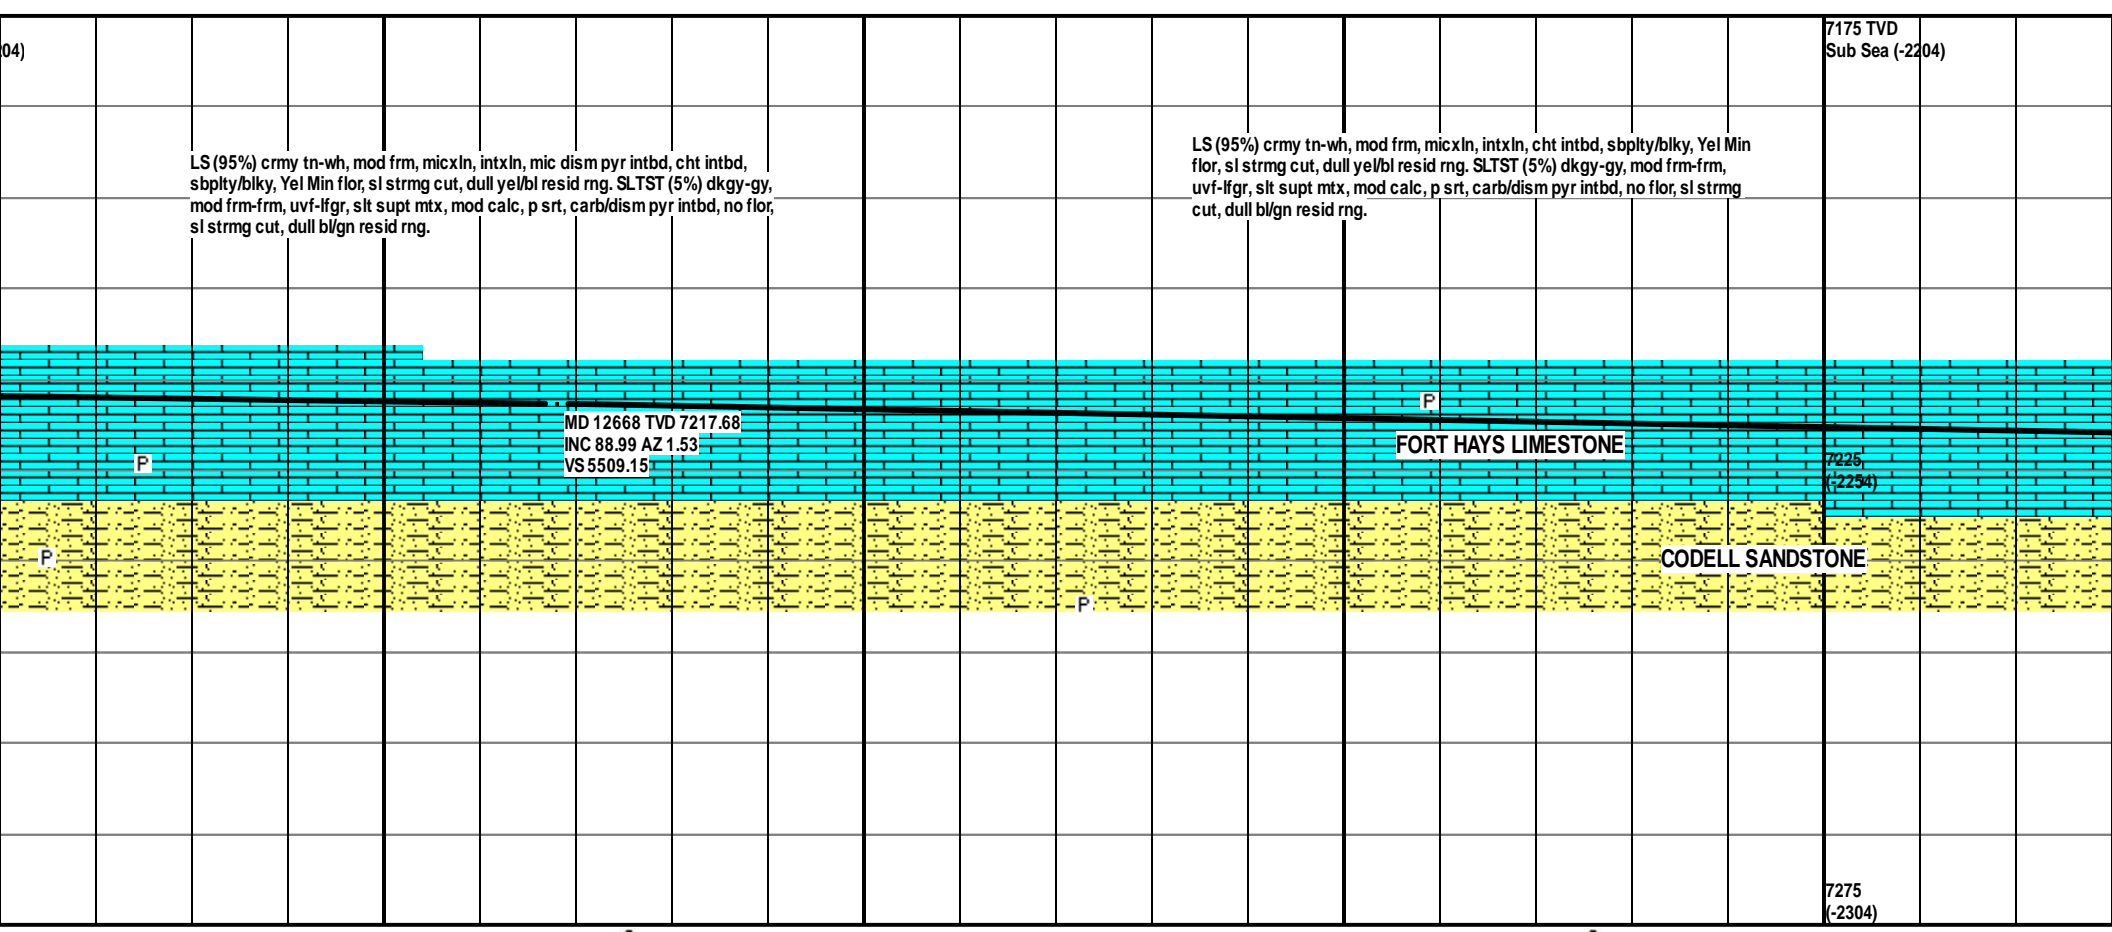 04)
7175 TVD
Sub Sea (-2204)
LS (95%) crmy tn-wh, mod frm, micxln, intxln, mic dism pyr intbd, cht intbd,
sbplty/blky, Yel Min flor, sl strmg cut, dull yel/bl resid rng. SLTST (5%) dkgy-gy,
mod frm-frm, uvf-lfgr, slt supt mtx, mod calc, p srt, carb/dism pyr intbd, no flor,
sl strmg cut, dull bl/gn resid rng.
LS (95%) crmy tn-wh, mod frm, micxln, intxln, cht intbd, sbplty/blky, Yel Min
flor, sl strmg cut, dull yel/bl resid rng. SLTST (5%) dkgy-gy, mod frm-frm,
uvf-lfgr, slt supt mtx, mod calc, p srt, carb/dism pyr intbd, no flor, sl strmg
cut, dull bl/gn resid rng.
P
MD 12668 TVD 7217.68
INC 88.99 AZ 1.53
VS 5509.15
FORT HAYS LIMESTONE
P
7225
(-2254)
P
CODELL SANDSTONE
P
7275
(-2304)